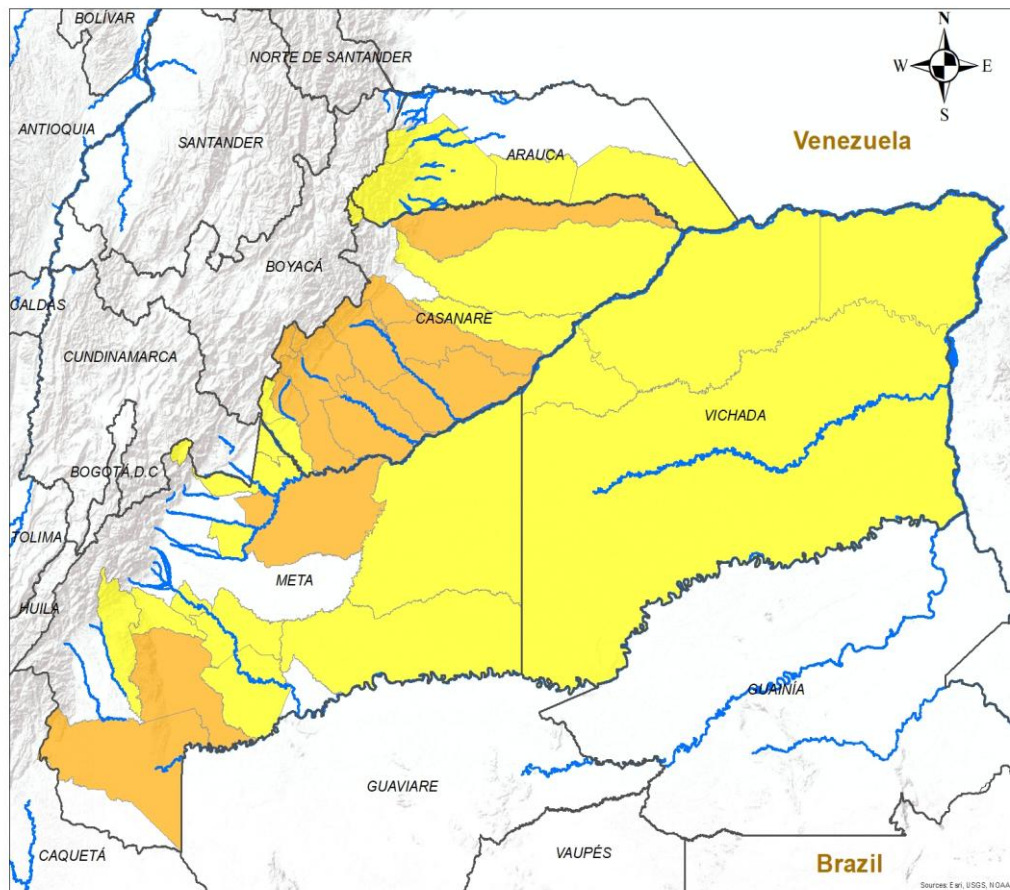 BOLÍVAR
NORTE DE SANTANDER
N
W
E
S
ANTIOQUIA
SANTANDER
ARAUCA
Venezuela
BOYACÁ
CALDAS
CASANARE
CUNDINAMARCA
VICHADA
BOGOTÁ D.C
TOLIMA
META
HUILA
GUAINÍA
GUAVIARE
VAUPÉS
CAQUETÁ
Brazil
Sources: Esri, USGS, NOAA